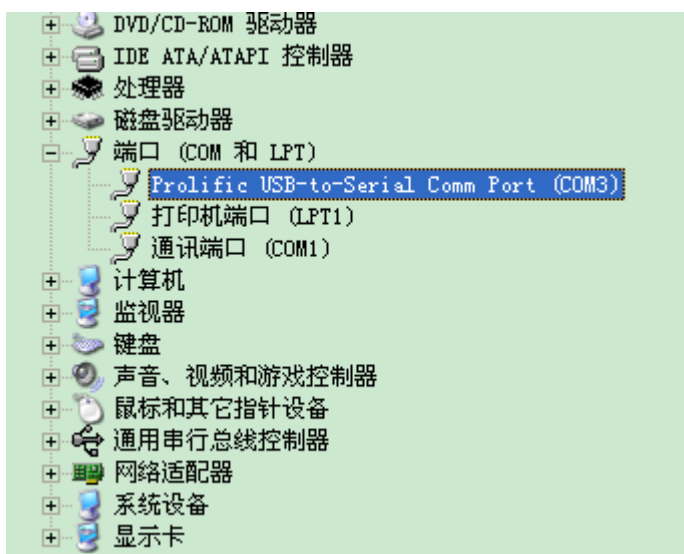 DVD/CD-ROM 驱动器
IDE ATA/ATAPI 控制器
处理器
磁盘驱动器
端口 (COM 和 LPT)
Prolific USB-to-Serial Comm Port (COM3)
打印机端口 (LPT1)
通讯端口 (COM1)
计算机
监视器
键盘
声音、视频和游戏控制器
鼠标和其它指针设备
通用串行总线控制器
网络适配器
系统设备
显示卡